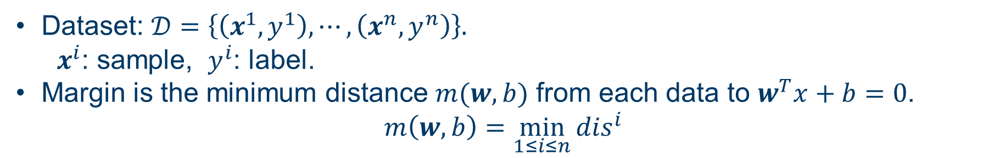 • Dataset: 𝒟 = {(𝒙¹, 𝑦¹), ⋯ , (𝒙ⁿ, 𝑦ⁿ)}.
𝒙ⁱ: sample, 𝑦ⁱ: label.
• Margin is the minimum distance 𝑚(𝒘, 𝑏) from each data to 𝒘ᵀ𝑥 + 𝑏 = 0.
𝑚(𝒘, 𝑏) = min 𝑑𝑖𝑠ⁱ
1≤𝑖≤𝑛